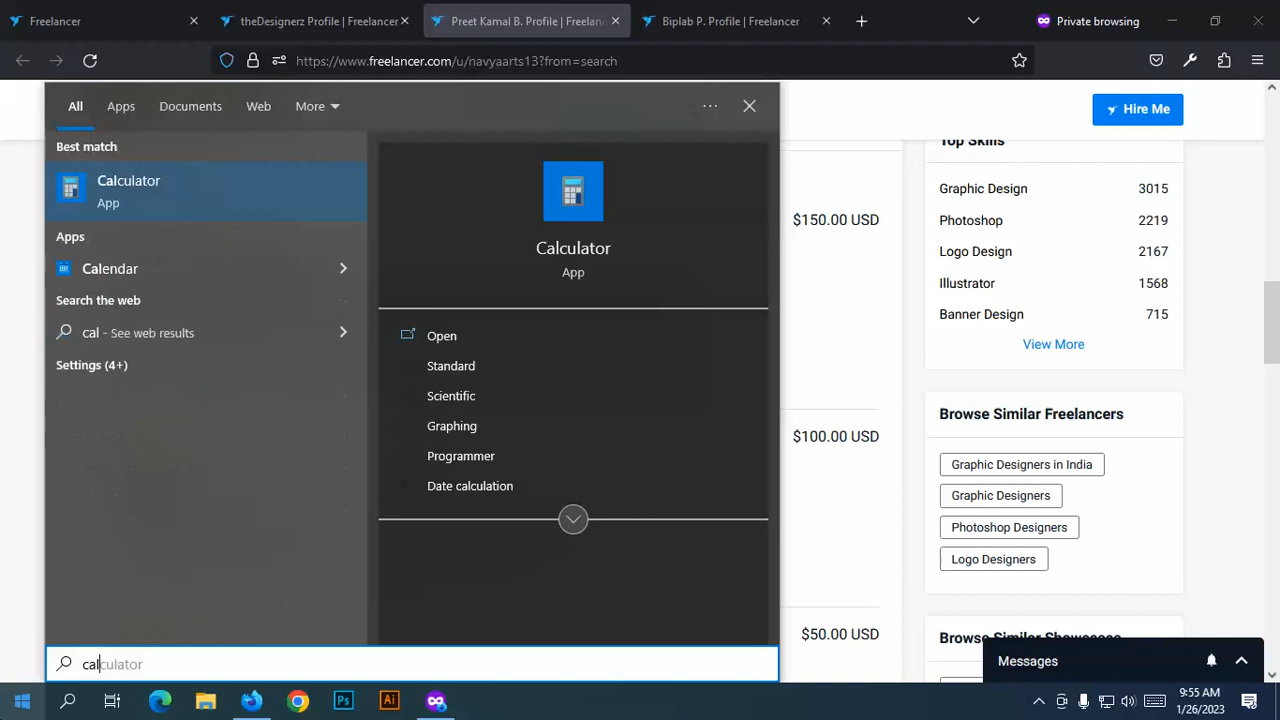 Freelancer
theDesignerz Profile | Freelancer
Preet Kamal B. Profile | Freelanc
Biplab P. Profile | Freelancer
Private browsing
https://www.freelancer.com/u/navyaarts13?from=search
All
Apps
Documents
Web
More
Hire Me
Best match
Calculator
App
Apps
Calendar
Search the web
cal - See web results
Settings (4+)
Calculator
App
Open
Standard
Scientific
Graphing
Programmer
Date calculation
$150.00 USD
$100.00 USD
$50.00 USD
Top Skills
Graphic Design 3015
Photoshop 2219
Logo Design 2167
Illustrator 1568
Banner Design 715
View More
Browse Similar Freelancers
Graphic Designers in India
Graphic Designers
Photoshop Designers
Logo Designers
Browse Similar Showcases
Messages
calculator
Ps
Ai
9:55 AM
1/26/2023